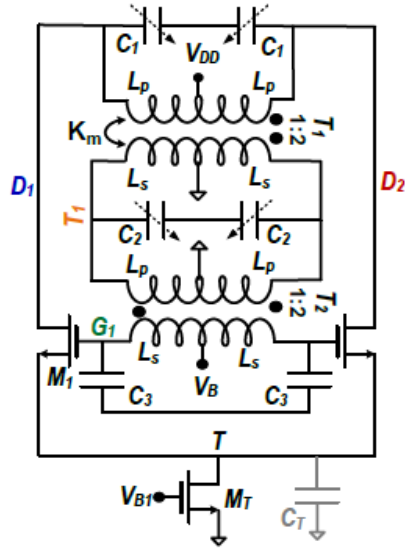 C1 C1
VDD
Lp Lp
Km
T1
1:2
Ls Ls
D1
D2
T1
C2 C2
Lp Lp
T2
1:2
G1
Ls Ls
M1
VB
C3 C3
T
VB1
MT
CT